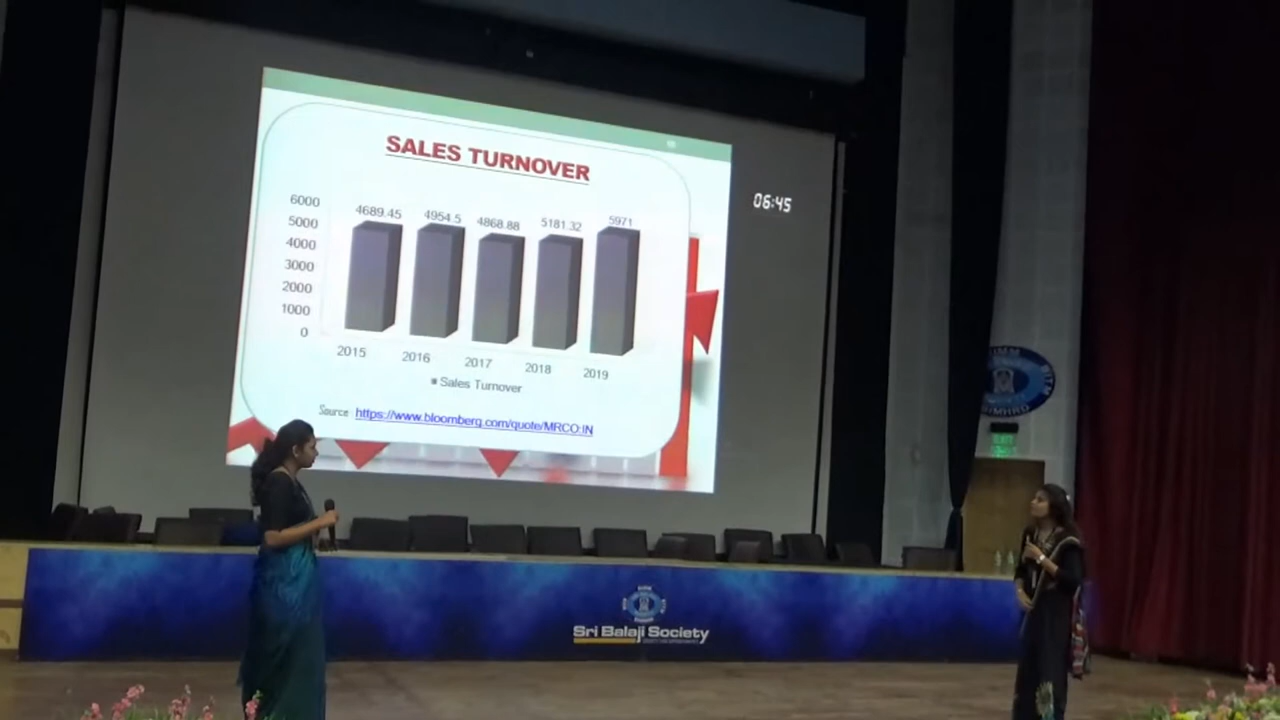 SALES TURNOVER
6000
5000
4000
3000
2000
1000
0
4689.45 4954.5 4868.88 5181.32 5971
2015 2016 2017 2018 2019
Sales Turnover
Source https://www.bloomberg.com/quote/MRCO:IN
06:45
EXIT
Sri Balaji Society